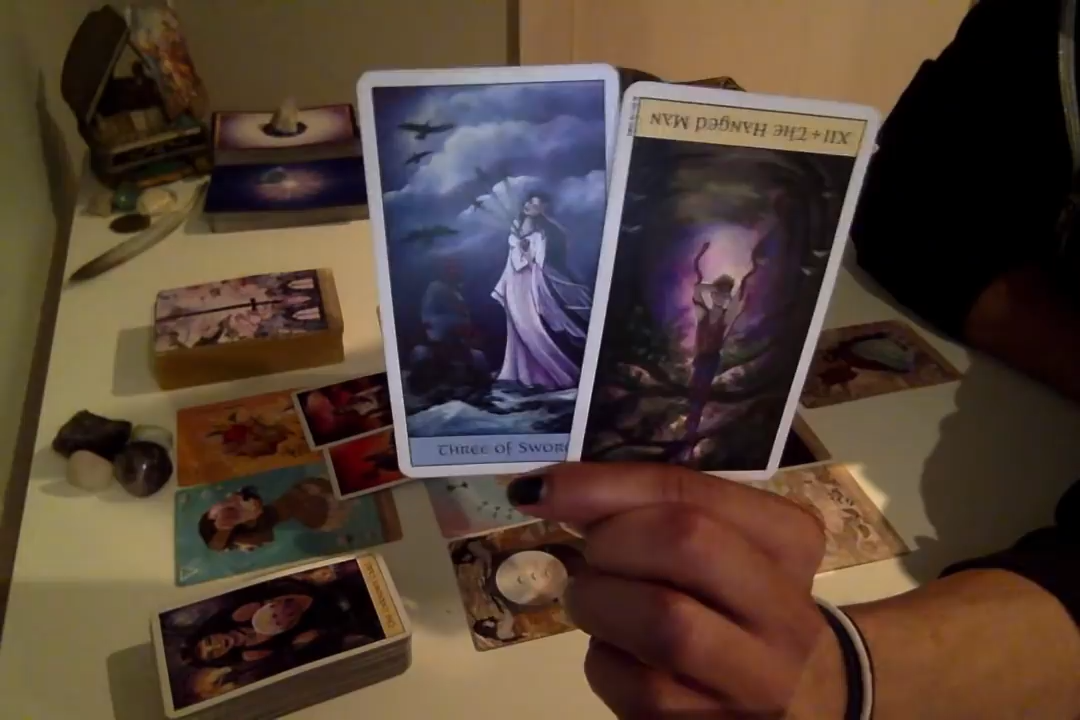 THREE OF SWOR
XII + THE HANGED MAN